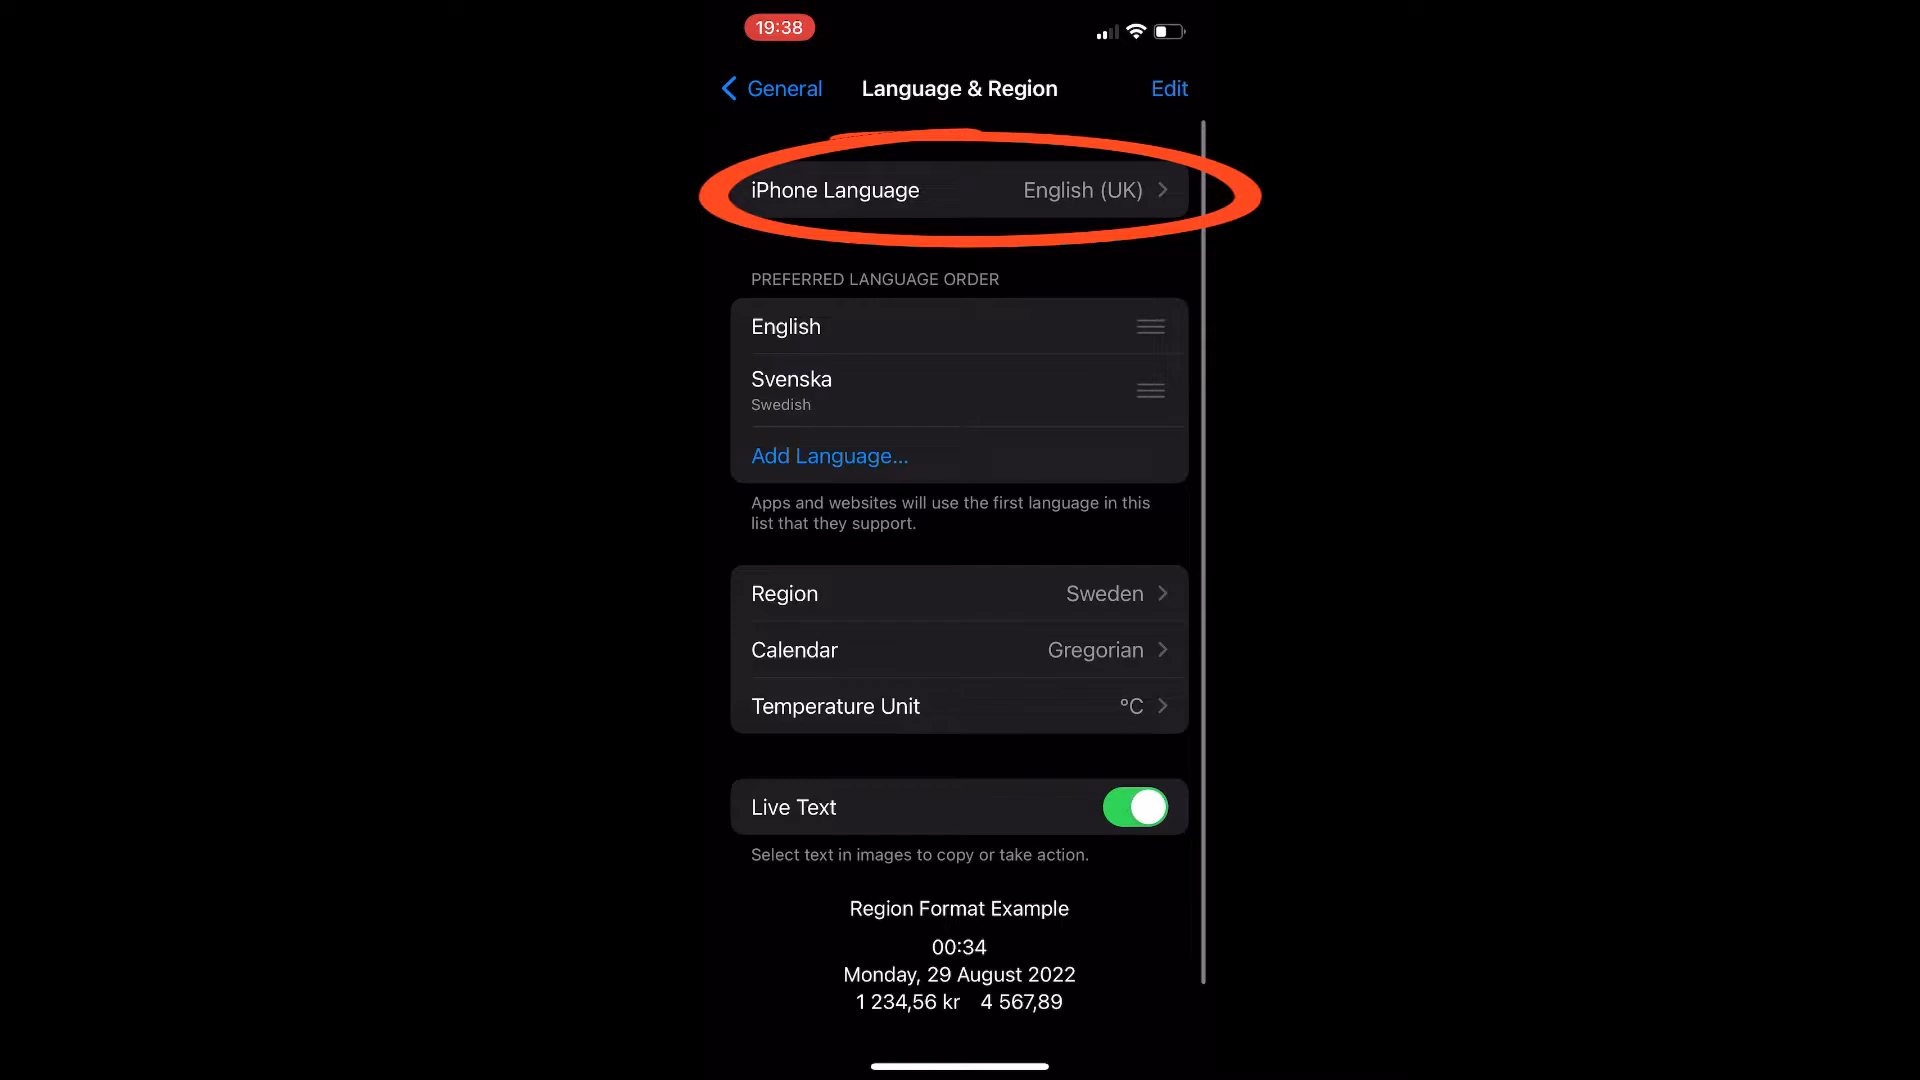 19:38
General
Language & Region
Edit
iPhone Language
English (UK)
PREFERRED LANGUAGE ORDER
English
Svenska
Swedish
Add Language...
Apps and websites will use the first language in this
list that they support.
Region
Sweden
Calendar
Gregorian
Temperature Unit
°C
Live Text
Select text in images to copy or take action.
Region Format Example
00:34
Monday, 29 August 2022
1 234,56 kr 4 567,89